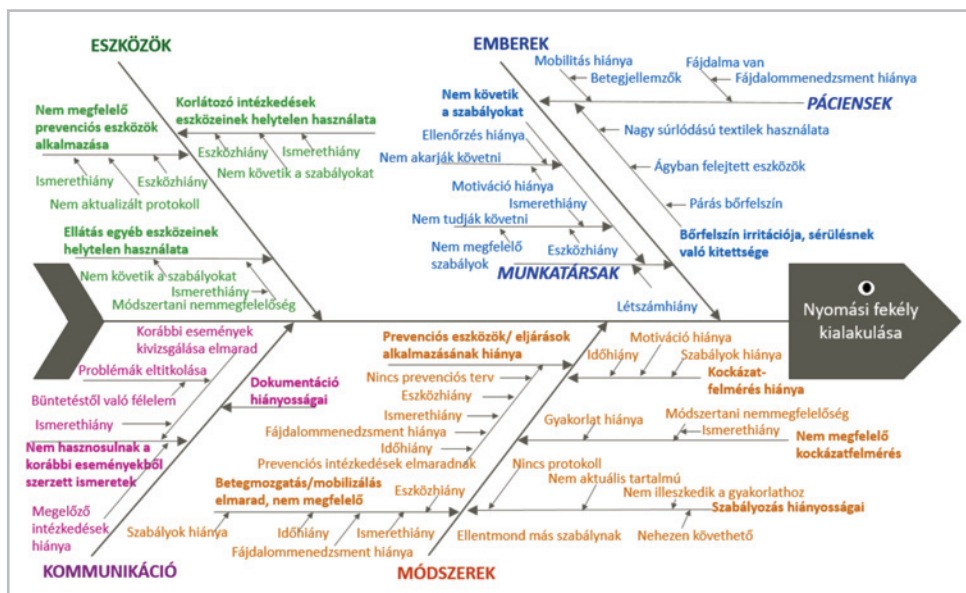 ESZKÖZÖK
Nem megfelelő
prevenciós eszközök
alkalmazása
Ismerethiány
Eszközhiány
Nem aktualizált protokoll
Korlátozó intézkedések
eszközeinek helytelen használata
Eszközhiány
Ismerethiány
Nem követik a szabályokat
Ellátás egyéb eszközeinek
helytelen használata
Nem követik a szabályokat
Ismerethiány
Módszertani nemmegfelelőség
EMBEREK
Mobilitás hiánya
Betegjellemzők
Fájdalma van
Fájdalommenedzsment hiánya
PÁCIENSEK
Nem követik
a szabályokat
Ellenőrzés hiánya
Nem akarják követni
Motiváció hiánya
Ismerethiány
Nem tudják követni
Nem megfelelő
szabályok
Eszközhiány
MUNKATÁRSAK
Létszámhiány
Nagy súrlódású textilek használata
Ágyban felejtett eszközök
Párás bőrfelszín
Bőrfelszín irritációja, sérülésnek
való kitettsége
Nyomási fekély
kialakulása
Korábbi események
kivizsgálása elmarad
Problémák eltitkolása
Büntetéstől való félelem
Ismerethiány
Nem hasznosulnak a
korábbi eseményekből
szerzett ismeretek
Megelőző
intézkedések
hiánya
Dokumentáció
hiányosságai
KOMMUNIKÁCIÓ
Prevenciós eszközök/ eljárások
alkalmazásának hiánya
Nincs prevenciós terv
Eszközhiány
Ismerethiány
Fájdalommenedzsment hiánya
Időhiány
Prevenciós intézkedések elmaradnak
Betegmozgatás/mobilizálás
elmarad, nem megfelelő
Eszközhiány
Szabályok hiánya
Időhiány
Ismerethiány
Fájdalommenedzsment hiánya
Motiváció hiánya
Időhiány
Szabályok hiánya
Kockázat-
felmérés hiánya
Gyakorlat hiánya
Módszertani nemmegfelelőség
Ismerethiány
Nem megfelelő
kockázatfelmérés
Nincs protokoll
Nem aktuális tartalmú
Nem illeszkedik a gyakorlathoz
Szabályozás hiányosságai
Ellentmond más szabálynak
Nehezen követhető
MÓDSZEREK